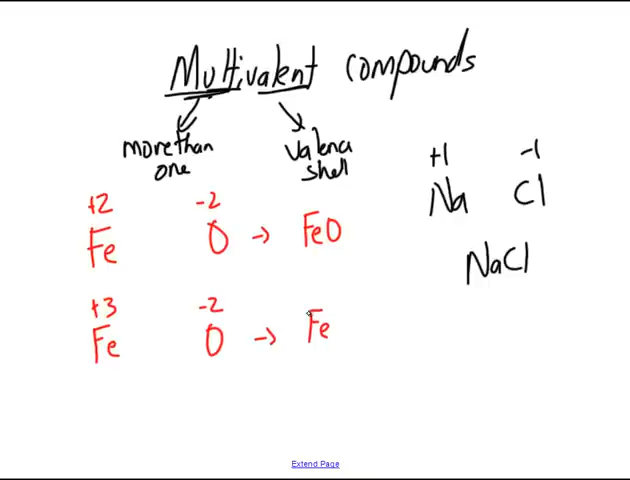 Multivalent compounds
more than one
valence shell
+1 -1
Na Cl
NaCl
+2 -2
Fe O → FeO
+3 -2
Fe O → Fe
Extend Page